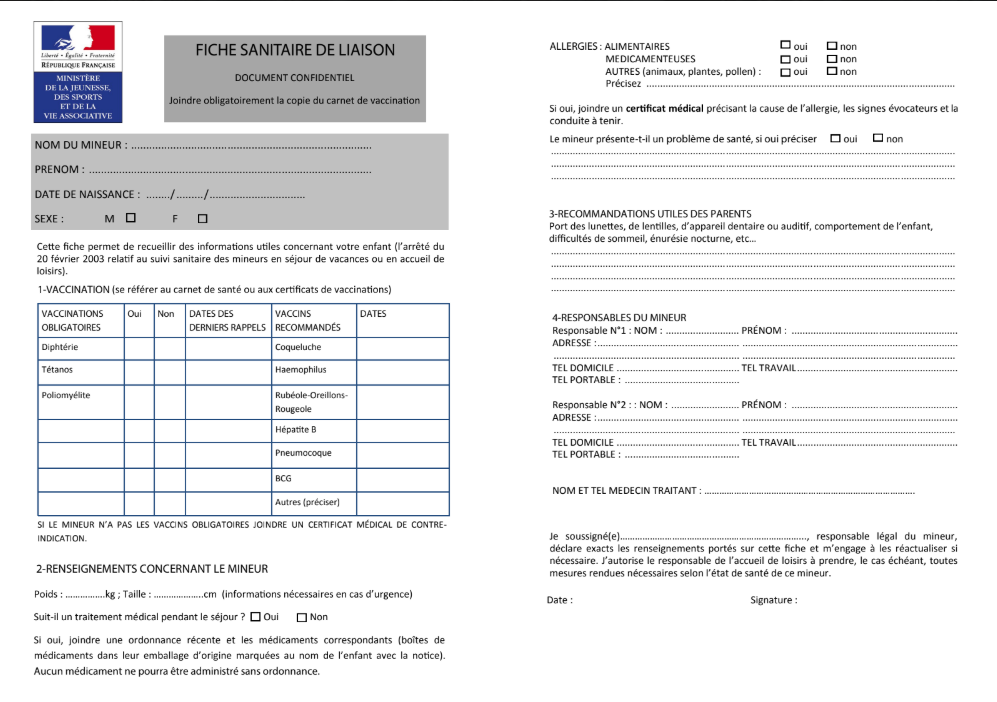 Liberté • Égalité • Fraternité
RÉPUBLIQUE FRANÇAISE
MINISTÈRE
DE LA JEUNESSE,
DES SPORTS
ET DE LA
VIE ASSOCIATIVE
FICHE SANITAIRE DE LIAISON
DOCUMENT CONFIDENTIEL
Joindre obligatoirement la copie du carnet de vaccination
NOM DU MINEUR : ................................................................................
PRENOM : ..............................................................................................
DATE DE NAISSANCE : ......../........./................................
SEXE : M ☐ F ☐
Cette fiche permet de recueillir des informations utiles concernant votre enfant (l’arrêté du
20 février 2003 relatif au suivi sanitaire des mineurs en séjour de vacances ou en accueil de
loisirs).
1-VACCINATION (se référer au carnet de santé ou aux certificats de vaccinations)
VACCINATIONS Oui Non DATES DES VACCINS DATES
OBLIGATOIRES DERNIERS RAPPELS RECOMMANDÉS
Diphtérie Coqueluche
Tétanos Haemophilus
Poliomyélite Rubéole-Oreillons-
Rougeole
Hépatite B
Pneumocoque
BCG
Autres (préciser)
SI LE MINEUR N’A PAS LES VACCINS OBLIGATOIRES JOINDRE UN CERTIFICAT MÉDICAL DE CONTRE-
INDICATION.
2-RENSEIGNEMENTS CONCERNANT LE MINEUR
Poids : …………….kg ; Taille : ………………..cm (informations nécessaires en cas d’urgence)
Suit-il un traitement médical pendant le séjour ? ☐ Oui ☐ Non
Si oui, joindre une ordonnance récente et les médicaments correspondants (boîtes de
médicaments dans leur emballage d’origine marquées au nom de l’enfant avec la notice).
Aucun médicament ne pourra être administré sans ordonnance.
ALLERGIES : ALIMENTAIRES ☐ oui ☐ non
MEDICAMENTEUSES ☐ oui ☐ non
AUTRES (animaux, plantes, pollen) : ☐ oui ☐ non
Précisez ........................................................................................................
Si oui, joindre un certificat médical précisant la cause de l’allergie, les signes évocateurs et la
conduite à tenir.
Le mineur présente-t-il un problème de santé, si oui préciser ☐ oui ☐ non
........................................................................................................
........................................................................................................
........................................................................................................
3-RECOMMANDATIONS UTILES DES PARENTS
Port des lunettes, de lentilles, d’appareil dentaire ou auditif, comportement de l’enfant,
difficultés de sommeil, énurésie nocturne, etc…
........................................................................................................
........................................................................................................
........................................................................................................
........................................................................................................
4-RESPONSABLES DU MINEUR
Responsable N°1 : NOM : ........................... PRÉNOM : ............................................................
ADRESSE :........................................................................................................
........................................................................................................
TEL DOMICILE ............................................. TEL TRAVAIL............................................................
TEL PORTABLE : ..........................................
Responsable N°2 : : NOM : ......................... PRÉNOM : ............................................................
ADRESSE :........................................................................................................
........................................................................................................
TEL DOMICILE ............................................. TEL TRAVAIL............................................................
TEL PORTABLE : ..........................................
NOM ET TEL MEDECIN TRAITANT : ………………………………………………………………………….
Je soussigné(e)…………………………………………………………………..., responsable légal du mineur,
déclare exacts les renseignements portés sur cette fiche et m’engage à les réactualiser si
nécessaire. J’autorise le responsable de l’accueil de loisirs à prendre, le cas échéant, toutes
mesures rendues nécessaires selon l’état de santé de ce mineur.
Date : Signature :